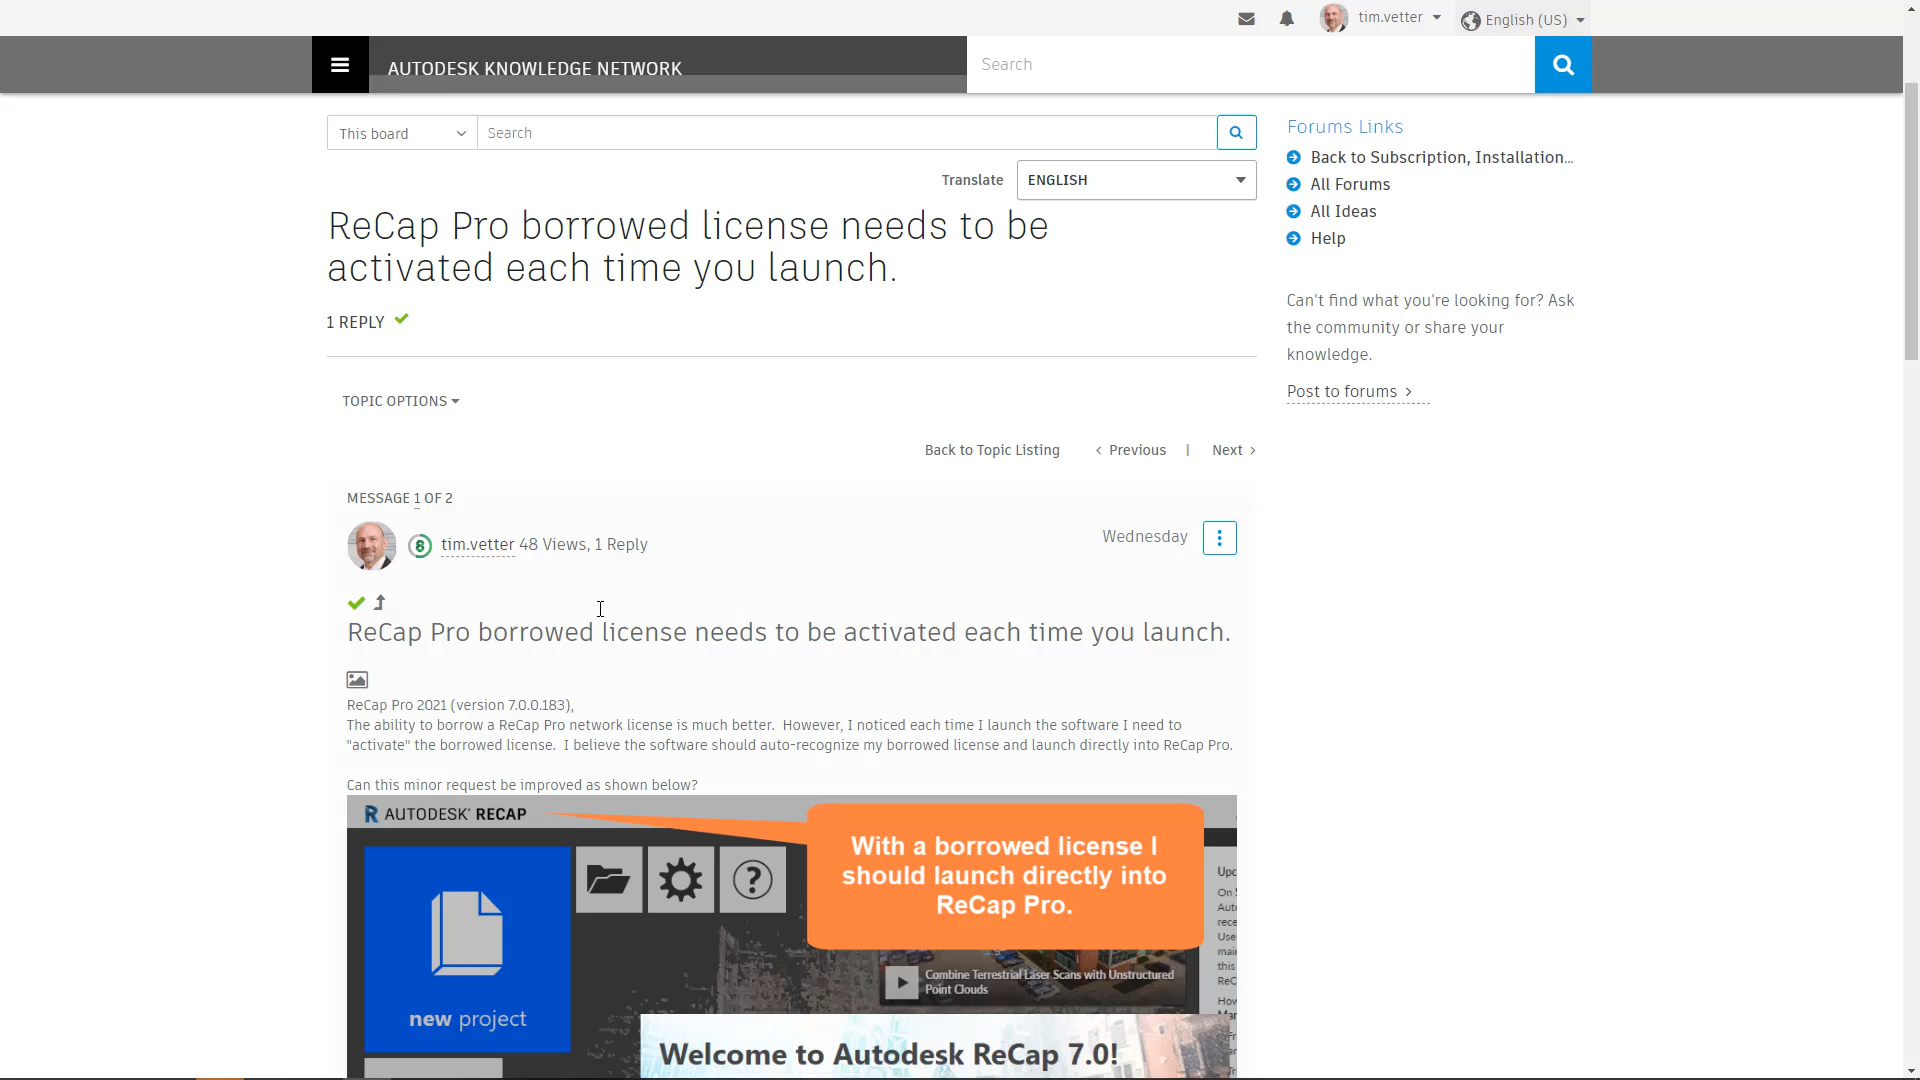 tim.vetter
English (US)
AUTODESK KNOWLEDGE NETWORK
Search
This board
Search
Translate
ENGLISH
ReCap Pro borrowed license needs to be
activated each time you launch.
1 REPLY
TOPIC OPTIONS
Back to Topic Listing
‹ Previous | Next ›
MESSAGE 1 OF 2
8
tim.vetter 48 Views, 1 Reply
Wednesday
ReCap Pro borrowed license needs to be activated each time you launch.
ReCap Pro 2021 (version 7.0.0.183),
The ability to borrow a ReCap Pro network license is much better. However, I noticed each time I launch the software I need to
"activate" the borrowed license. I believe the software should auto-recognize my borrowed license and launch directly into ReCap Pro.
Can this minor request be improved as shown below?
R AUTODESK® RECAP
With a borrowed license I
should launch directly into
ReCap Pro.
new project
Combine Terrestrial Laser Scans with Unstructured
Point Clouds
Welcome to Autodesk ReCap 7.0!
Forums Links
Back to Subscription, Installation...
All Forums
All Ideas
Help
Can't find what you're looking for? Ask
the community or share your
knowledge.
Post to forums ›